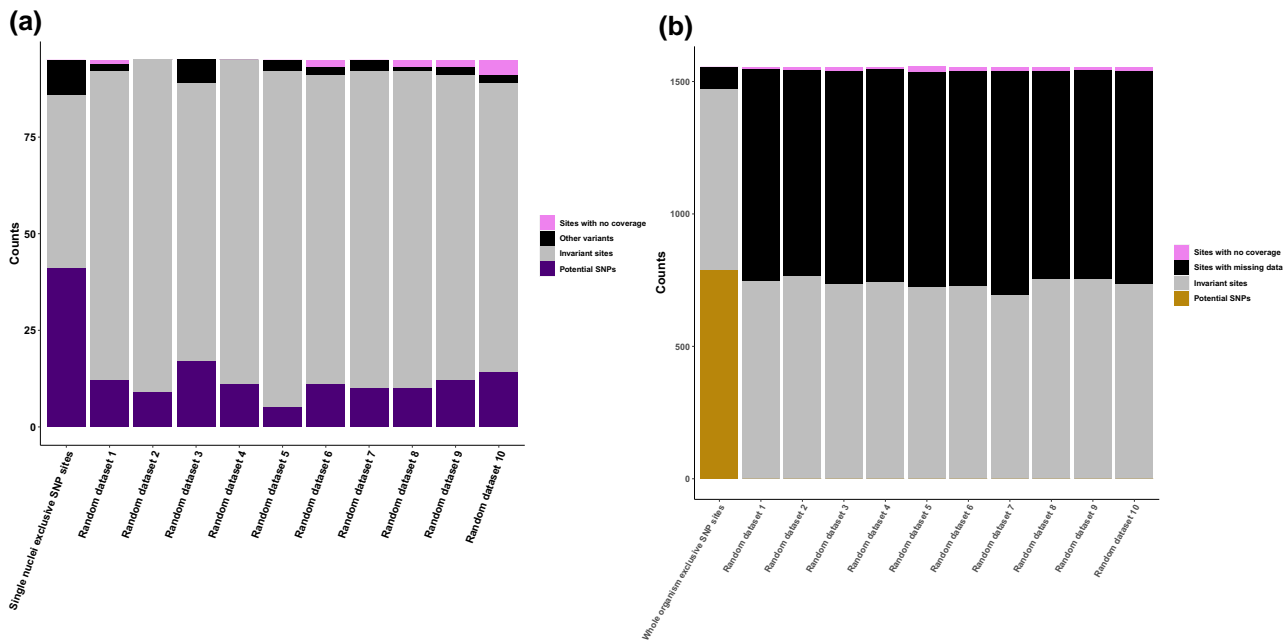 (a)
Counts
75
50
25
0
Single nuclei exclusive SNP sites
Random dataset 1
Random dataset 2
Random dataset 3
Random dataset 4
Random dataset 5
Random dataset 6
Random dataset 7
Random dataset 8
Random dataset 9
Random dataset 10
Sites with no coverage
Other variants
Invariant sites
Potential SNPs
(b)
Counts
1500
1000
500
0
Whole organism exclusive SNP sites
Random dataset 1
Random dataset 2
Random dataset 3
Random dataset 4
Random dataset 5
Random dataset 6
Random dataset 7
Random dataset 8
Random dataset 9
Random dataset 10
Sites with no coverage
Sites with missing data
Invariant sites
Potential SNPs